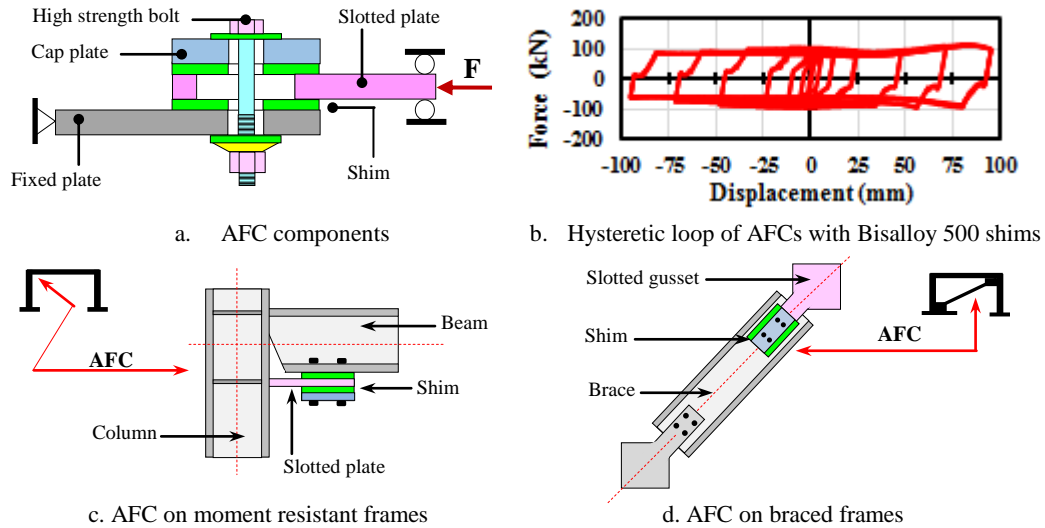 High strength bolt
Slotted plate
Cap plate
F
Fixed plate
Shim
a. AFC components
Force (kN)
200
100
0
-100
-200
-100 -75 -50 -25 0 25 50 75 100
Displacement (mm)
b. Hysteretic loop of AFCs with Bisalloy 500 shims
AFC
Beam
Shim
Column
Slotted plate
c. AFC on moment resistant frames
Slotted gusset
Shim
AFC
Brace
d. AFC on braced frames